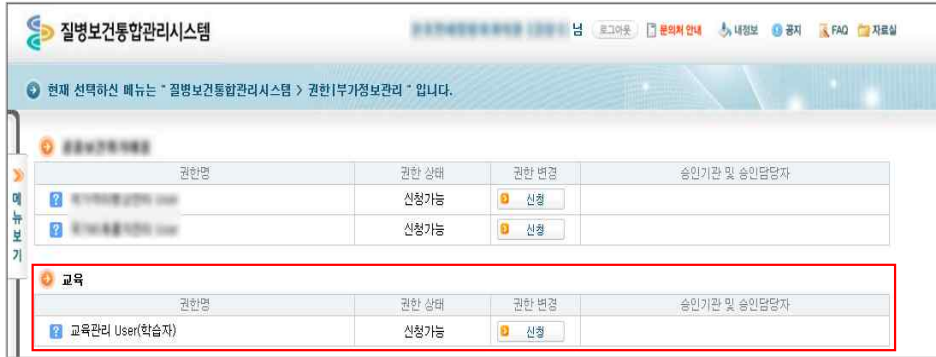 질병보건통합관리시스템
님 로그아웃 문의처 안내 내정보 공지 FAQ 자료실
현재 선택하신 메뉴는 " 질병보건통합관리시스템 > 권한|부가정보관리 " 입니다.
메뉴보기
권한명 권한 상태 권한 변경 승인기관 및 승인담당자
신청가능 신청
신청가능 신청
교육
권한명 권한 상태 권한 변경 승인기관 및 승인담당자
교육관리 User(학습자) 신청가능 신청